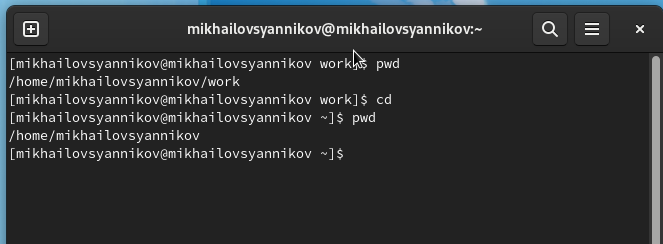 mikhailovsyannikov@mikhailovsyannikov:~
[mikhailovsyannikov@mikhailovsyannikov work]$ pwd
/home/mikhailovsyannikov/work
[mikhailovsyannikov@mikhailovsyannikov work]$ cd
[mikhailovsyannikov@mikhailovsyannikov ~]$ pwd
/home/mikhailovsyannikov
[mikhailovsyannikov@mikhailovsyannikov ~]$